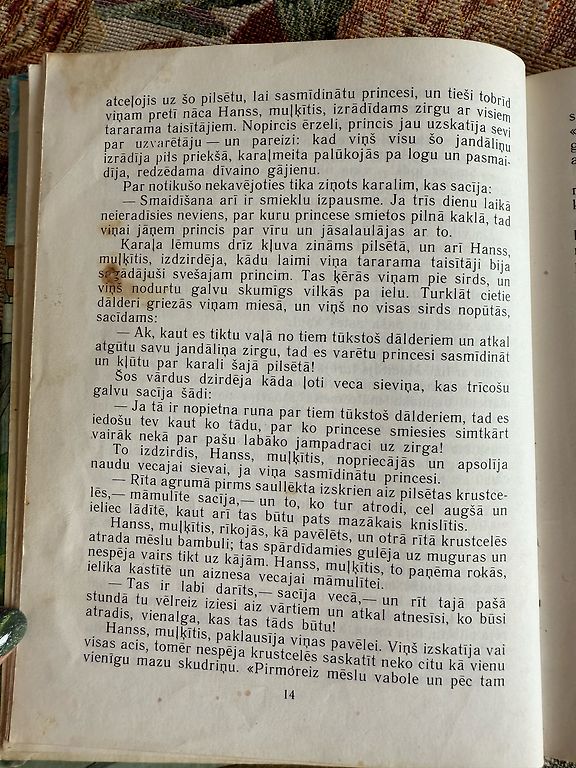 atceļojis uz šo pilsētu, lai sasmīdinātu princesi, un tieši tobrīd
viņam pretī nāca Hanss, muļķītis, izrādīdams zirgu ar visiem
tararama taisītājiem. Nopircis ērzeli, princis jau uzskatīja sevi
par uzvarētāju — un pareizi: kad viņš visu šo jandāliņu
izrādīja pils priekšā, karaļmeita palūkojās pa logu un pasmai-
dīja, redzēdama dīvaino gājienu.
Par notikušo nekavējoties tika ziņots karalim, kas sacīja:
— Smaidīšana arī ir smieklu izpausme. Ja trīs dienu laikā
neieradīsies neviens, par kuru princese smietos pilnā kaklā, tad
viņai jāņem princis par vīru un jāsalaulājas ar to.
Karaļa lēmums drīz kļuva zināms pilsētā, un arī Hanss,
muļķītis, izdzirdēja, kādu laimi viņa tararama taisītāji bija
sagādājuši svešajam princim. Tas ķērās viņam pie sirds, un
viņš nodurtu galvu skumīgs vilkās pa ielu. Turklāt cietie
dālderi griezās viņam miesā, un viņš no visas sirds nopūtās,
sacīdams:
— Ak, kaut es tiktu vaļā no tiem tūkstoš dālderiem un atkal
atgūtu savu jandāliņa zirgu, tad es varētu princesi sasmīdināt
un kļūtu par karali šajā pilsētā!
Šos vārdus dzirdēja kāda ļoti veca sieviņa, kas trīcošu
galvu sacīja šādi:
— Ja tā ir nopietna runa par tiem tūkstoš dālderiem, tad es
iedošu tev kaut ko tādu, par ko princese smiesies simtkārt
vairāk nekā par pašu labāko jampadraci uz zirga!
To izdzirdis, Hanss, muļķītis, nopriecājās un apsolīja
naudu vecajai sievai, ja viņa sasmīdinātu princesi.
— Rīta agrumā pirms saullēkta izskrien aiz pilsētas krustce-
lēs,— māmulīte sacīja,— un to, ko tur atrodi, cel augšā un
ieliec lādītē, kaut arī tas būtu pats mazākais knislītis.
Hanss, muļķītis, rīkojās, kā pavēlēts, un otrā rītā krustcelēs
atrada mēslu bambuli; tas spārdīdamies gulēja uz muguras un
nespēja vairs tikt uz kājām. Hanss, muļķītis, to paņēma rokās,
ielika kastītē un aiznesa vecajai māmulītei.
— Tas ir labi darīts,— sacīja vecā,— un rīt tajā pašā
stundā tu vēlreiz iziesi aiz vārtiem un atkal atnesīsi, ko būsi
atradis, vienalga, kas tas tāds būtu!
Hanss, muļķītis, paklausīja viņas pavēlei. Viņš izskatīja vai
visas acis, tomēr nespēja krustcelēs saskatīt neko citu kā vienu
vienīgu mazu skudriņu. «Pirmoreiz mēslu vabole un pēc tam
14